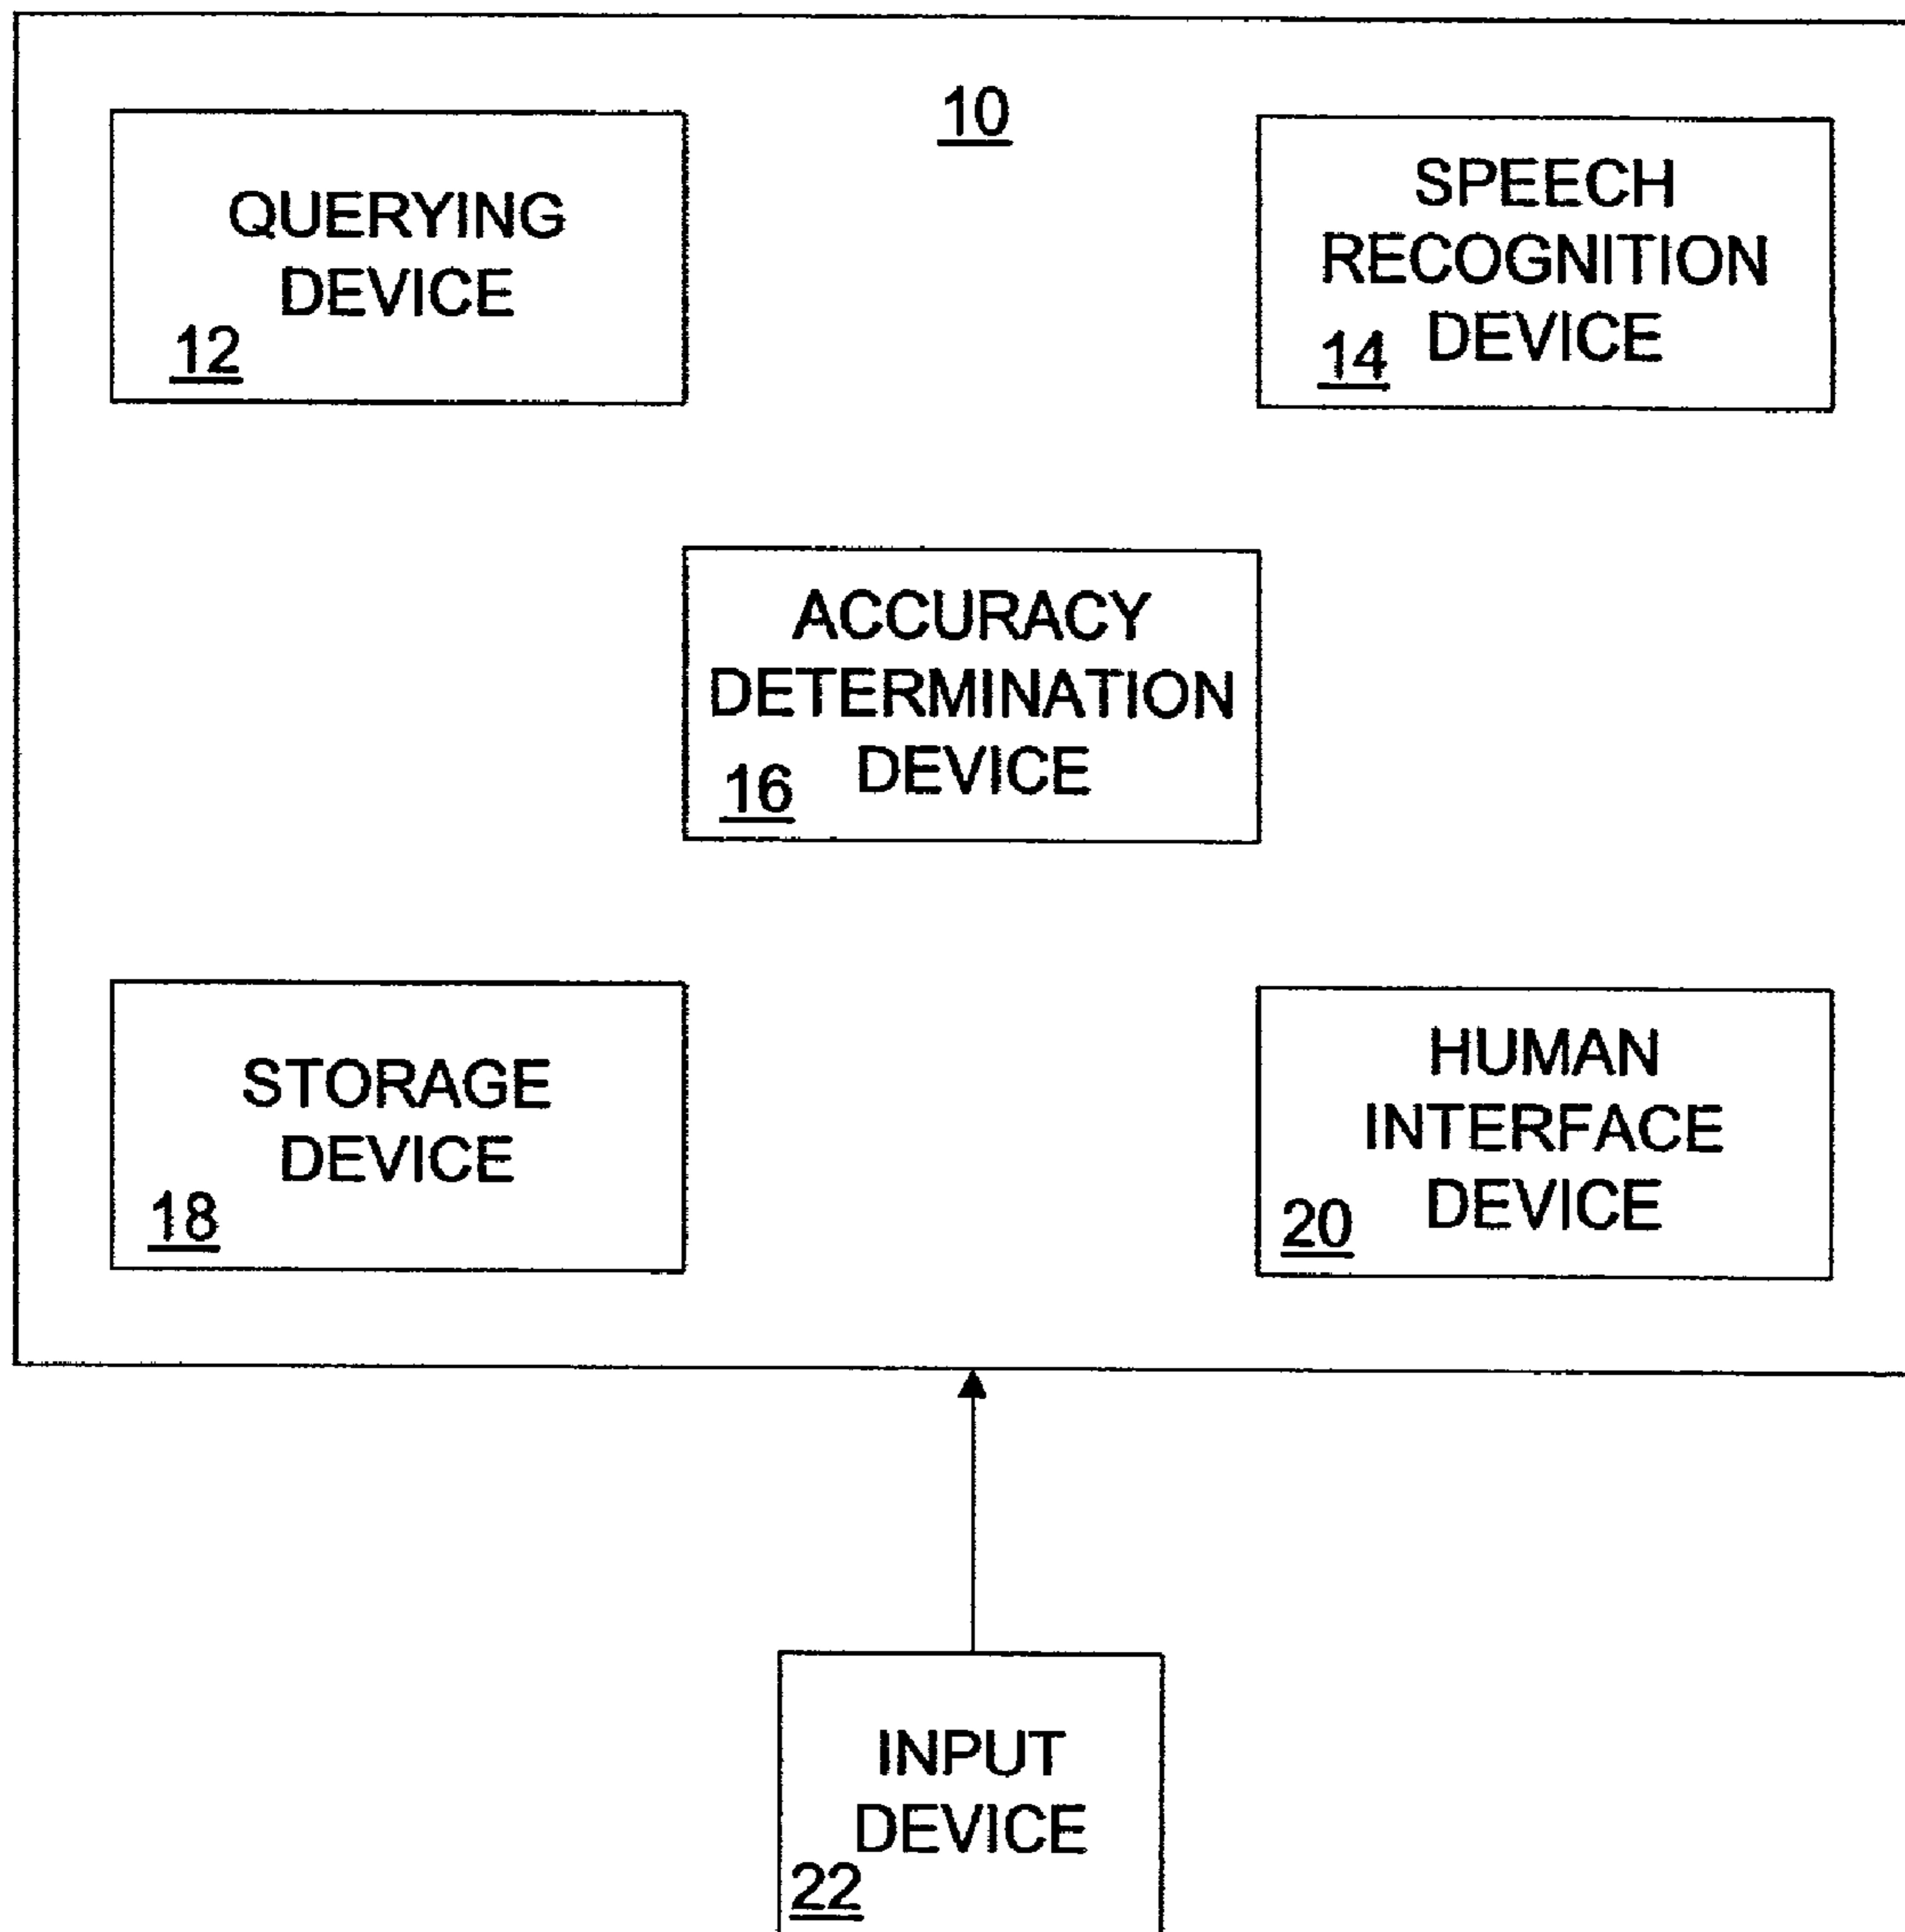 10
QUERYING
DEVICE
12
SPEECH
RECOGNITION
DEVICE
14
ACCURACY
DETERMINATION
DEVICE
16
STORAGE
DEVICE
18
HUMAN
INTERFACE
DEVICE
20
INPUT
DEVICE
22